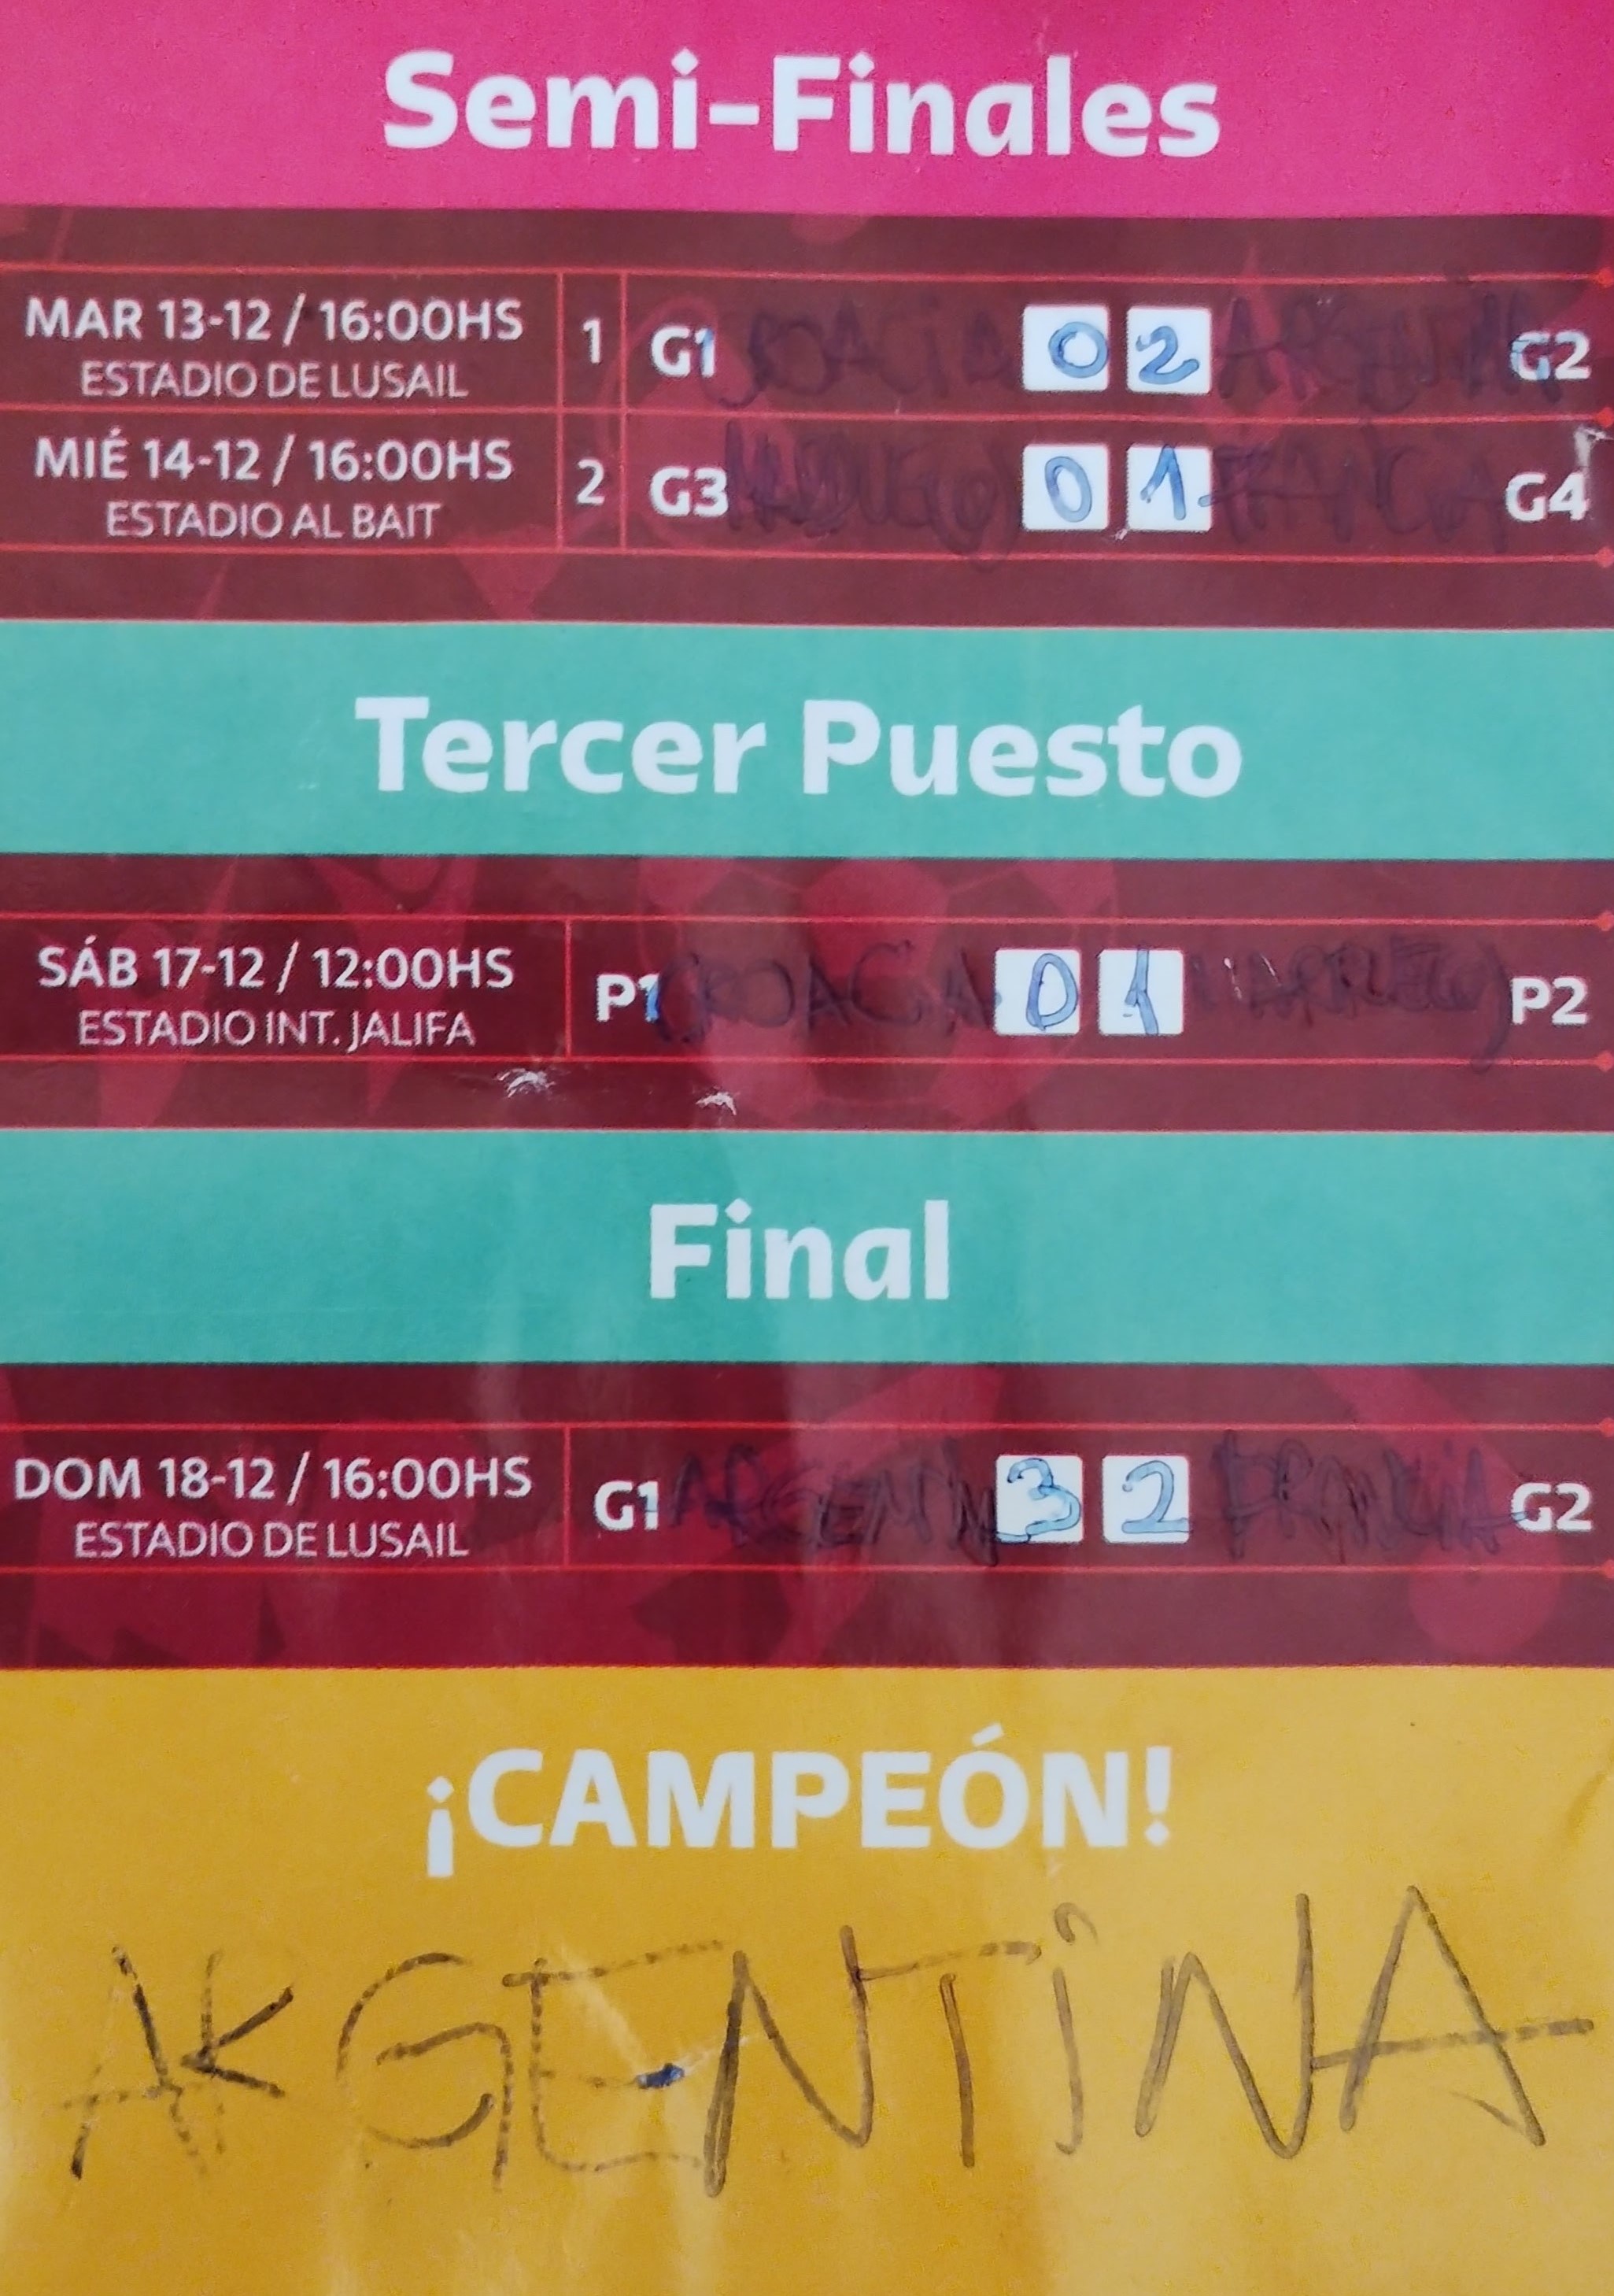 Semi-Finales
MAR 13-12 / 16:00HS 1 G1 CROACIA 0 2 ARGENTINA G2
ESTADIO DE LUSAIL
MIÉ 14-12 / 16:00HS 2 G3 0 1 FRANCIA G4
ESTADIO AL BAIT
Tercer Puesto
SÁB 17-12 / 12:00HS P1 CROACIA 0 1 P2
ESTADIO INT. JALIFA
Final
DOM 18-12 / 16:00HS G1 ARGENTINA 3 2 FRANCIA G2
ESTADIO DE LUSAIL
¡CAMPEÓN!
ARGENTINA